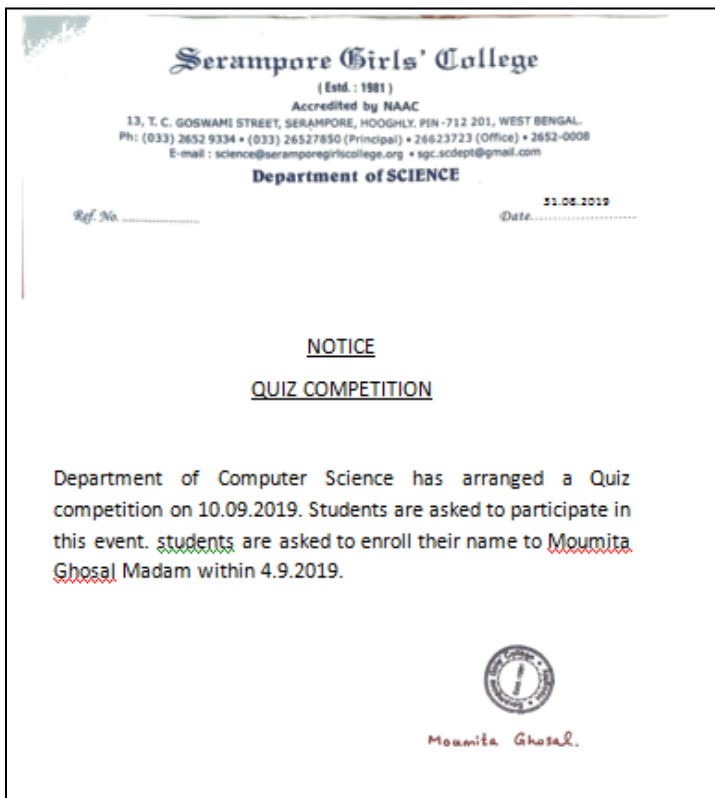 Serampore Girls' College
( Estd. : 1981 )
Accredited by NAAC
13, T. C. GOSWAMI STREET, SERAMPORE, HOOGHLY. PIN-712 201, WEST BENGAL.
Ph: (033) 2652 9334 • (033) 26527850 (Principal) • 26623723 (Office) • 2652-0008
E-mail : science@seramporegirlscollege.org • sgc.scdept@gmail.com
Department of SCIENCE
31.08.2019
Ref. No. .................... Date..........................
NOTICE
QUIZ COMPETITION
Department of Computer Science has arranged a Quiz
competition on 10.09.2019. Students are asked to participate in
this event. students are asked to enroll their name to Moumita
Ghosal Madam within 4.9.2019.
Moumita Ghosal.